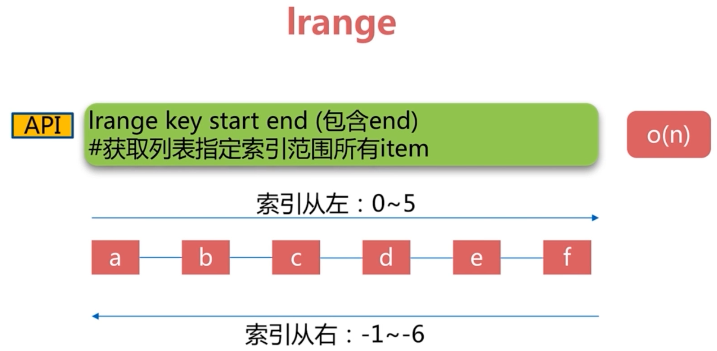 lrange
API
lrange key start end (包含end)
#获取列表指定索引范围所有item
o(n)
索引从左：0~5
a b c d e f
索引从右：-1~-6